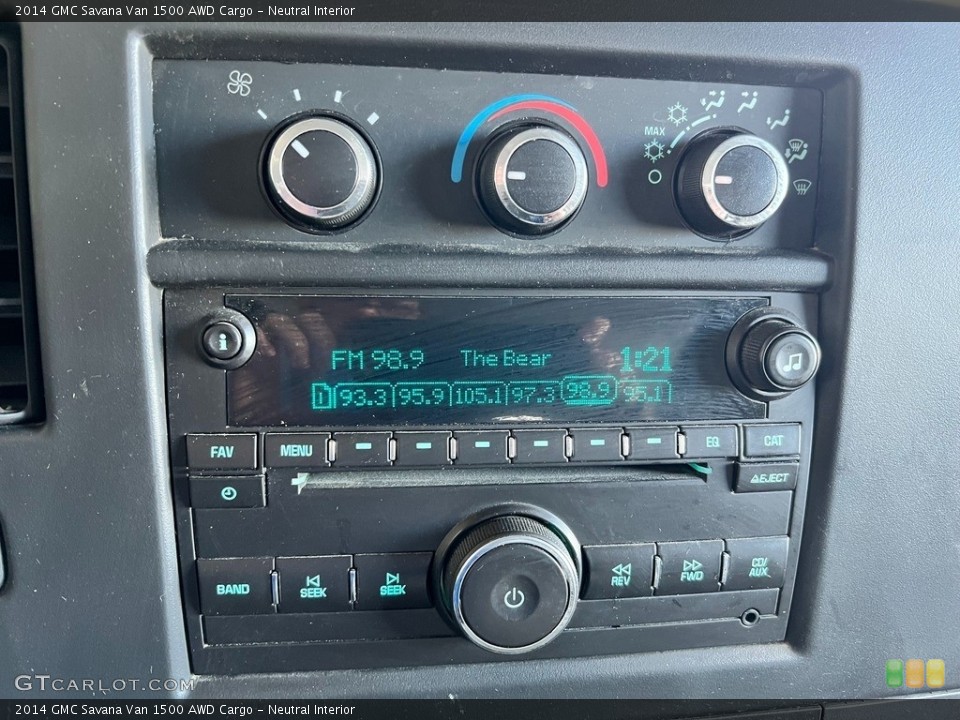 2014 GMC Savana Van 1500 AWD Cargo – Neutral Interior
MAX
i
FM 98.9 The Bear 1:21
D 93.3 95.9 105.1 97.3 98.9 95.1
FAV MENU EQ CAT
EJECT
BAND SEEK SEEK REV FWD CD/AUX
GTCARLOT.COM
2014 GMC Savana Van 1500 AWD Cargo – Neutral Interior